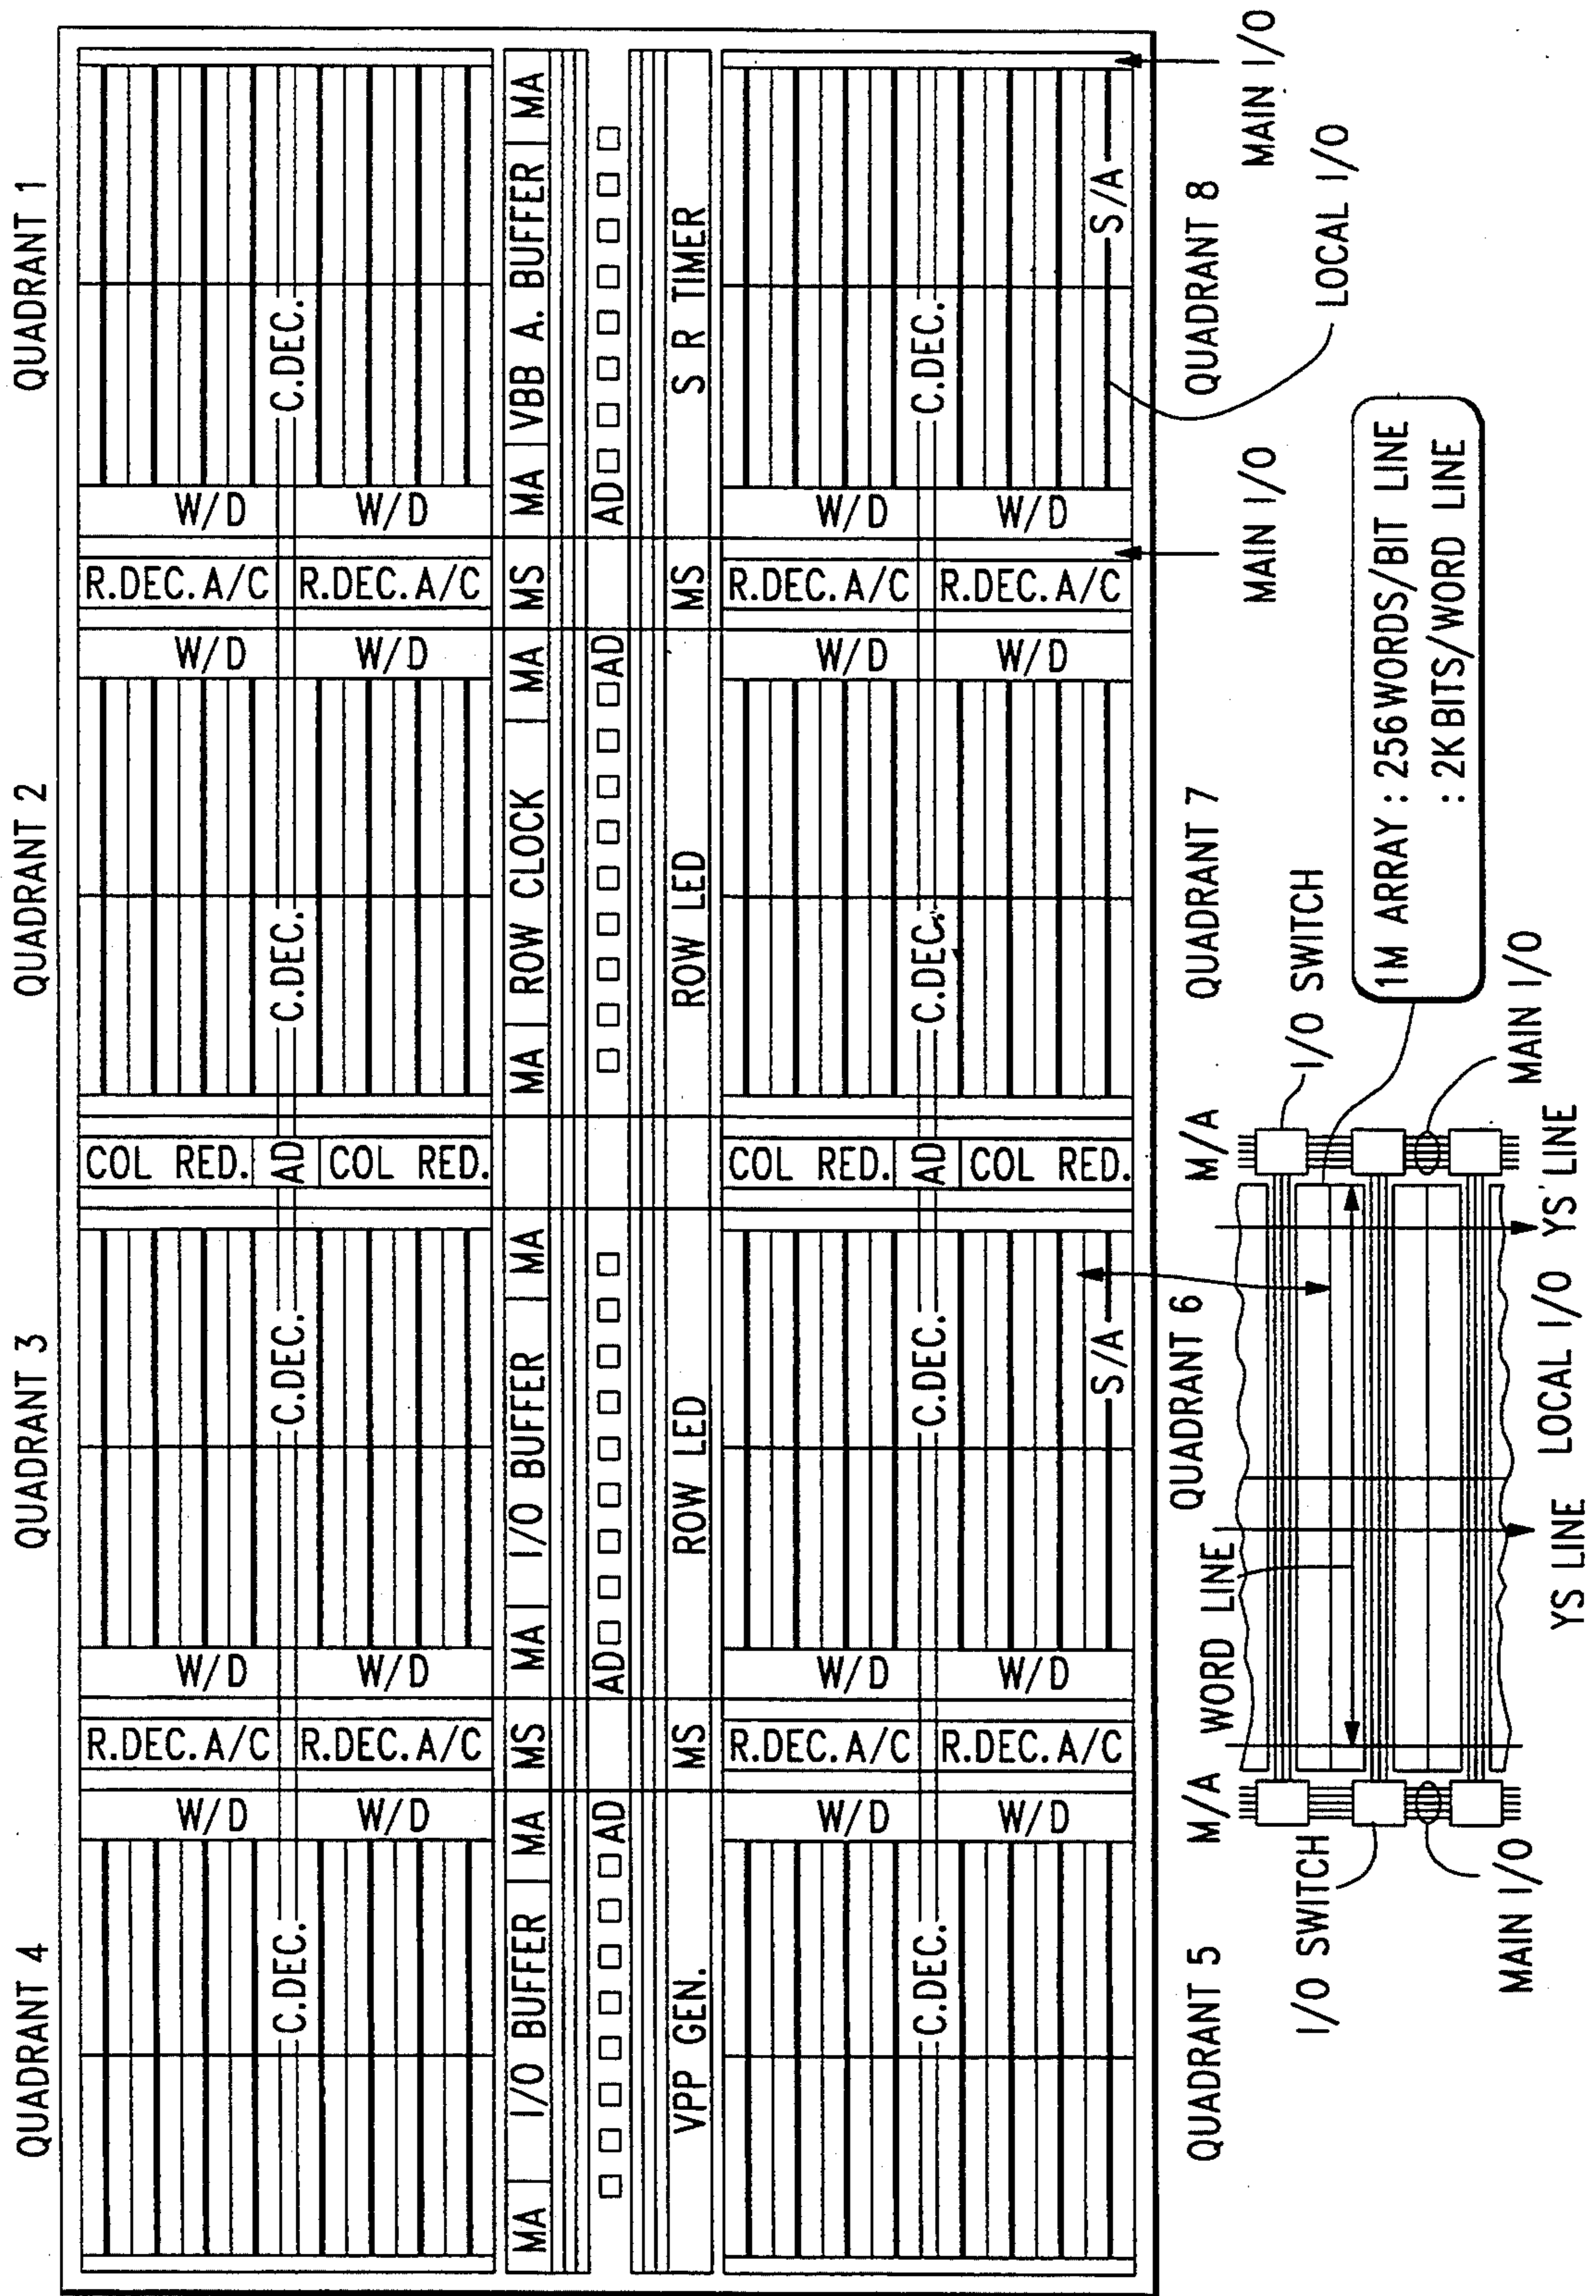 QUADRANT 4 QUADRANT 3 QUADRANT 2 QUADRANT 1
W/D R.DEC.A/C W/D COL RED. W/D R.DEC.A/C W/D
C.DEC. C.DEC. AD C.DEC. C.DEC.
W/D R.DEC.A/C W/D COL RED. W/D R.DEC.A/C W/D
MA I/O BUFFER MA MS MA I/O BUFFER MA MA ROW CLOCK MA MS MA VBB A. BUFFER MA
AD AD AD AD
VPP GEN. MS ROW LED ROW LED MS S R TIMER
W/D R.DEC.A/C W/D COL RED. W/D R.DEC.A/C W/D
C.DEC. C.DEC. AD C.DEC. C.DEC.
W/D R.DEC.A/C W/D COL RED. W/D R.DEC.A/C W/D
S/A S/A
QUADRANT 5 QUADRANT 6 QUADRANT 7 QUADRANT 8
M/A WORD LINE M/A
MAIN I/O MAIN I/O
I/O SWITCH I/O SWITCH
LOCAL I/O
1M ARRAY : 256 WORDS/BIT LINE
: 2K BITS/WORD LINE
MAIN I/O MAIN I/O
YS LINE LOCAL I/O YS LINE